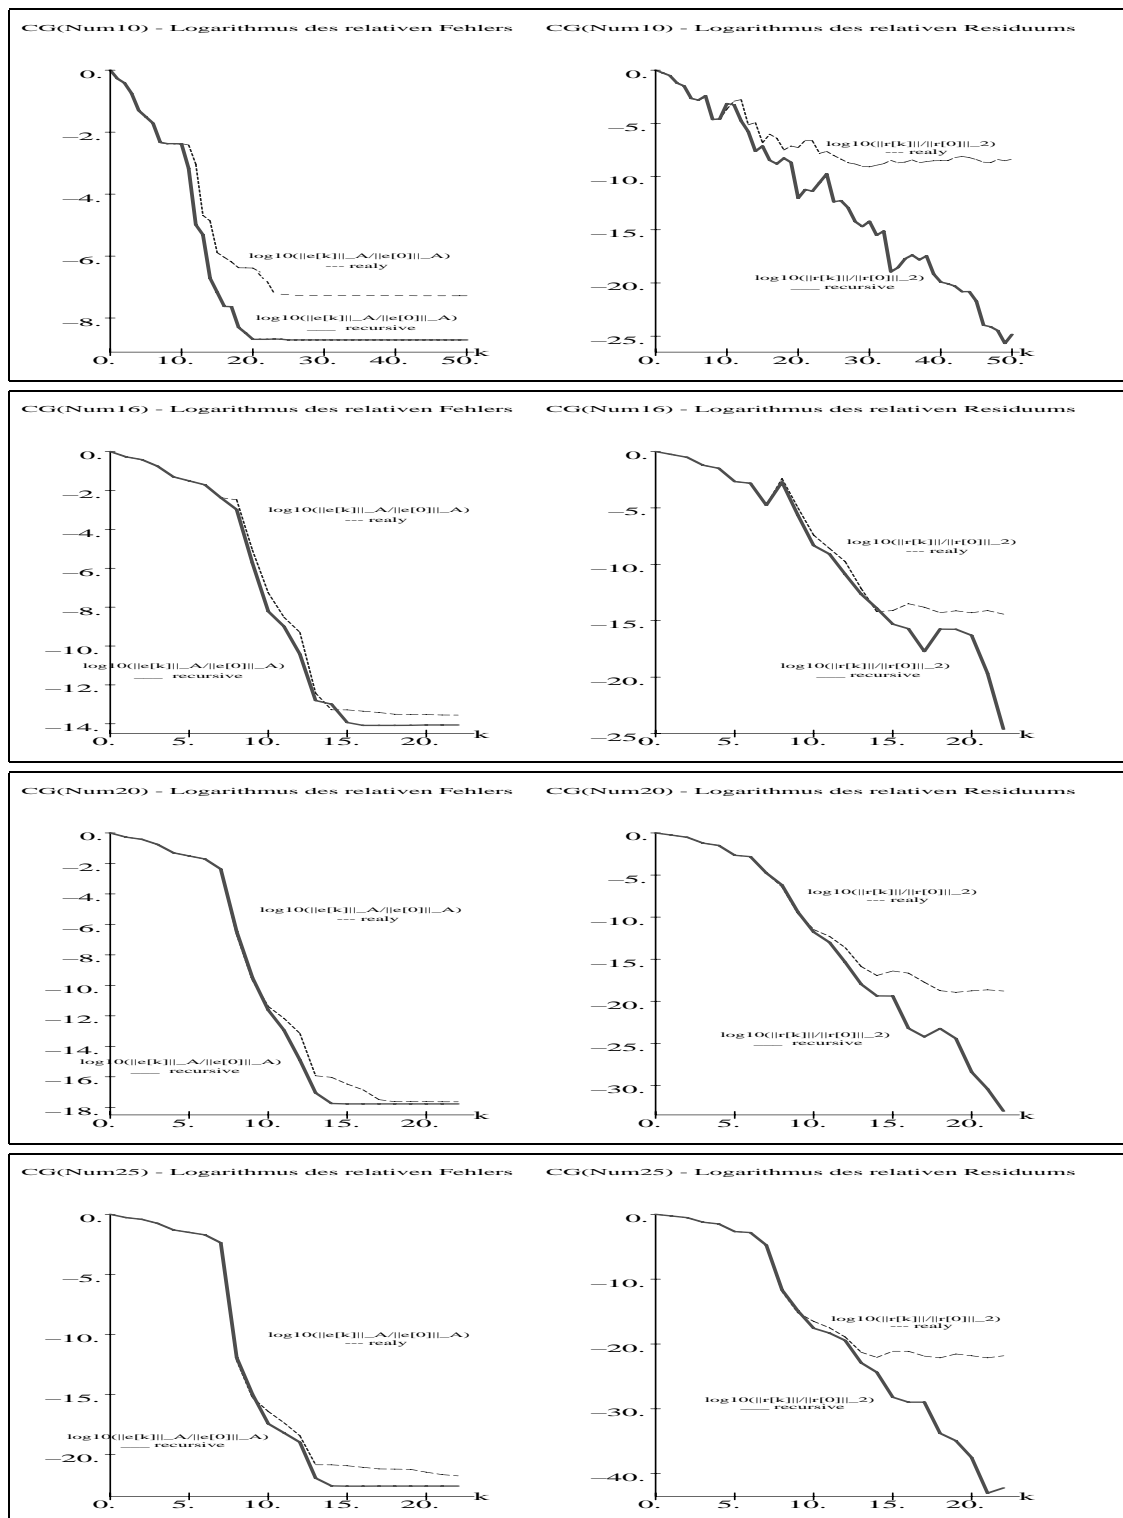 CG(Num10) - Logarithmus des relativen Fehlers
0.
−2.
−4.
−6.
−8.
log10(||e[k]||_A/||e[0]||_A)
--- realy
log10(||e[k]||_A/||e[0]||_A)
___ recursive
0. 10. 20. 30. 40. 50. k
CG(Num10) - Logarithmus des relativen Residuums
0.
−5.
−10.
−15.
−20.
−25.
log10(||r[k]||/||r[0]||_2)
--- realy
log10(||r[k]||/||r[0]||_2)
___ recursive
0. 10. 20. 30. 40. 50. k
CG(Num16) - Logarithmus des relativen Fehlers
0.
−2.
−4.
−6.
−8.
−10.
−12.
−14.
log10(||e[k]||_A/||e[0]||_A)
--- realy
log10(||e[k]||_A/||e[0]||_A)
___ recursive
0. 5. 10. 15. 20. k
CG(Num16) - Logarithmus des relativen Residuums
0.
−5.
−10.
−15.
−20.
−25.
log10(||r[k]||/||r[0]||_2)
--- realy
log10(||r[k]||/||r[0]||_2)
___ recursive
0. 5. 10. 15. 20. k
CG(Num20) - Logarithmus des relativen Fehlers
0.
−2.
−4.
−6.
−8.
−10.
−12.
−14.
−16.
−18.
log10(||e[k]||_A/||e[0]||_A)
--- realy
log10(||e[k]||_A/||e[0]||_A)
___ recursive
0. 5. 10. 15. 20. k
CG(Num20) - Logarithmus des relativen Residuums
0.
−5.
−10.
−15.
−20.
−25.
−30.
log10(||r[k]||/||r[0]||_2)
--- realy
log10(||r[k]||/||r[0]||_2)
___ recursive
0. 5. 10. 15. 20. k
CG(Num25) - Logarithmus des relativen Fehlers
0.
−5.
−10.
−15.
−20.
log10(||e[k]||_A/||e[0]||_A)
--- realy
log10(||e[k]||_A/||e[0]||_A)
___ recursive
0. 5. 10. 15. 20. k
CG(Num25) - Logarithmus des relativen Residuums
0.
−10.
−20.
−30.
−40.
log10(||r[k]||/||r[0]||_2)
--- realy
log10(||r[k]||/||r[0]||_2)
___ recursive
0. 5. 10. 15. 20. k